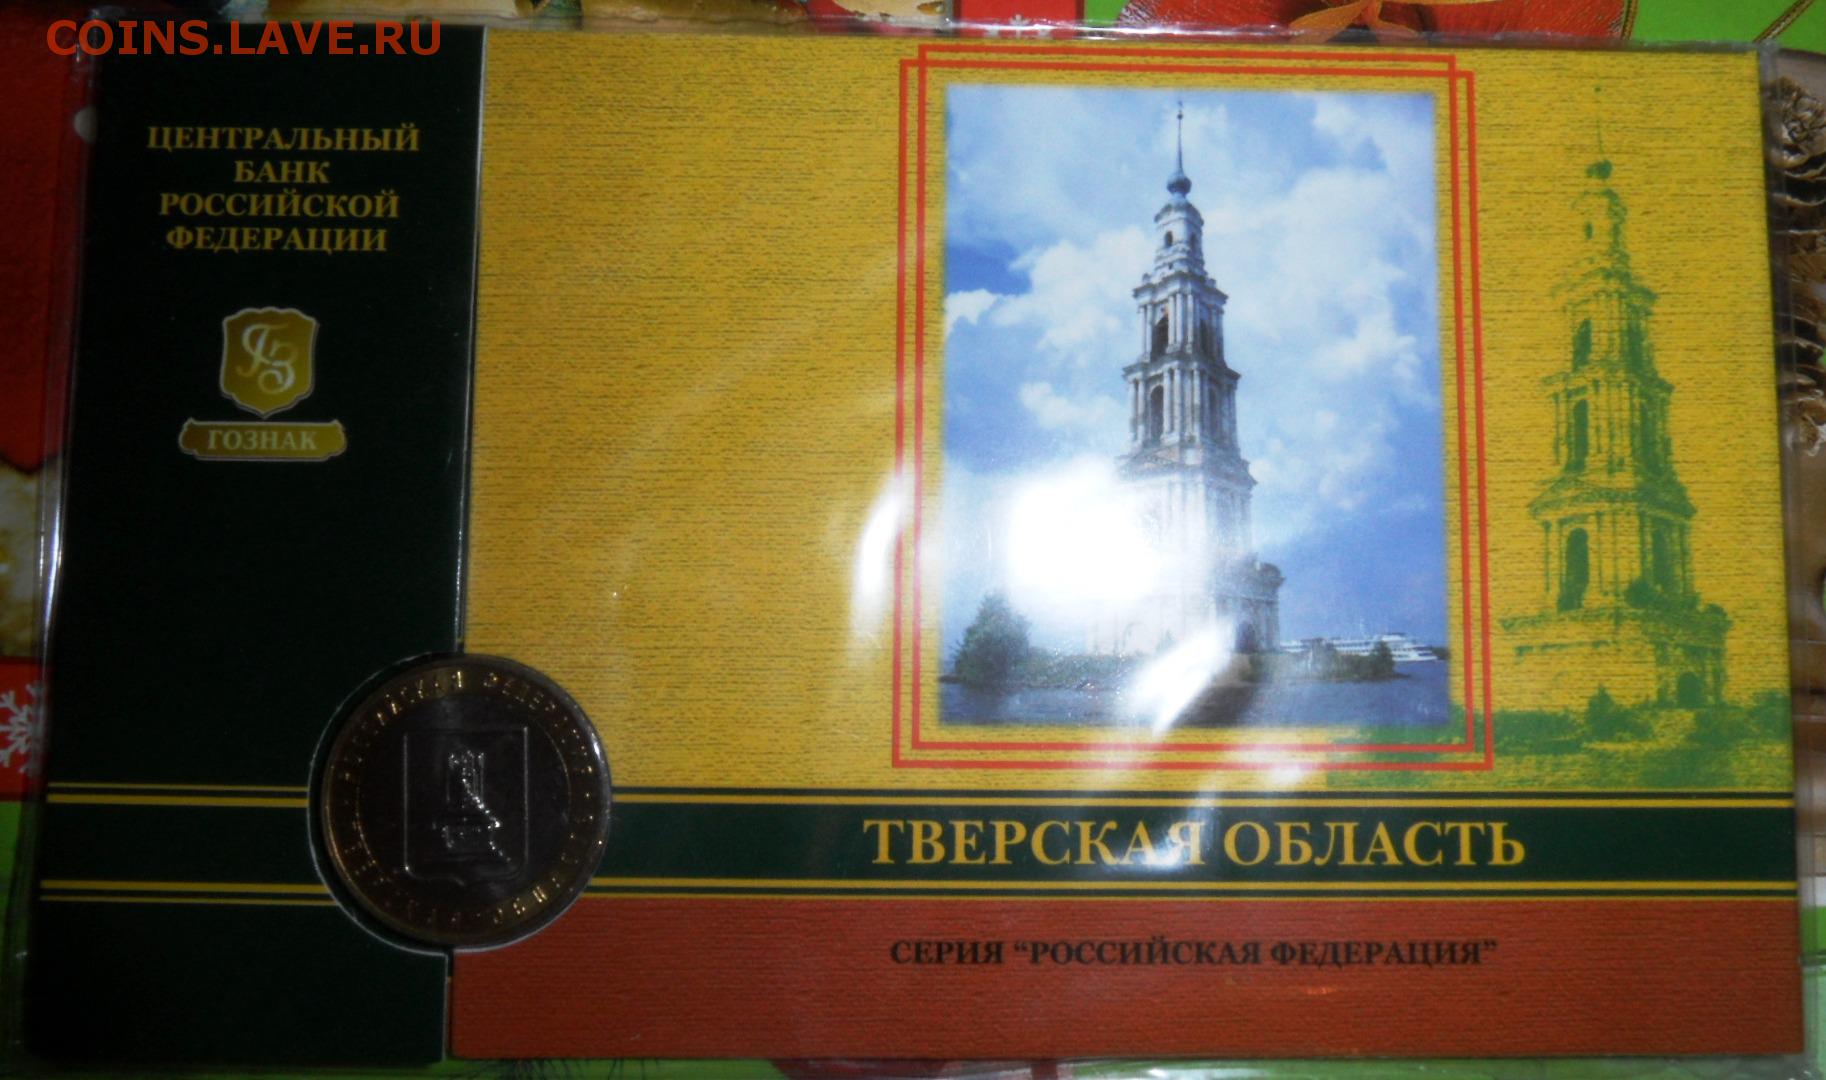 COINS.LAVE.RU
ЦЕНТРАЛЬНЫЙ
БАНК
РОССИЙСКОЙ
ФЕДЕРАЦИИ
ГОЗНАК
ТВЕРСКАЯ ОБЛАСТЬ
СЕРИЯ “РОССИЙСКАЯ ФЕДЕРАЦИЯ”